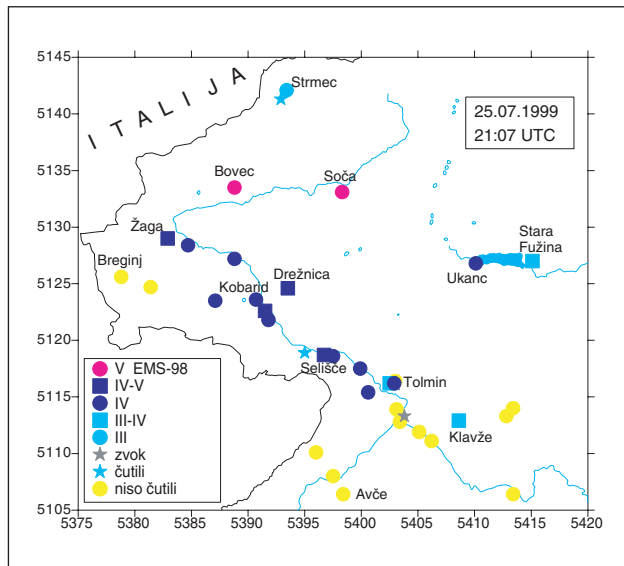 5145
5140
5135
5130
5125
5120
5115
5110
5105
5375
5380
5385
5390
5395
5400
5405
5410
5415
5420
ITALIJA
25.07.1999
21:07 UTC
Strmec
Bovec
Soča
Žaga
Stara
Fužina
Breginj
Drežnica
Ukanc
Kobarid
Selišce
Tolmin
Klavže
Avče
V EMS-98
IV-V
IV
III-IV
III
zvok
čutili
niso čutili